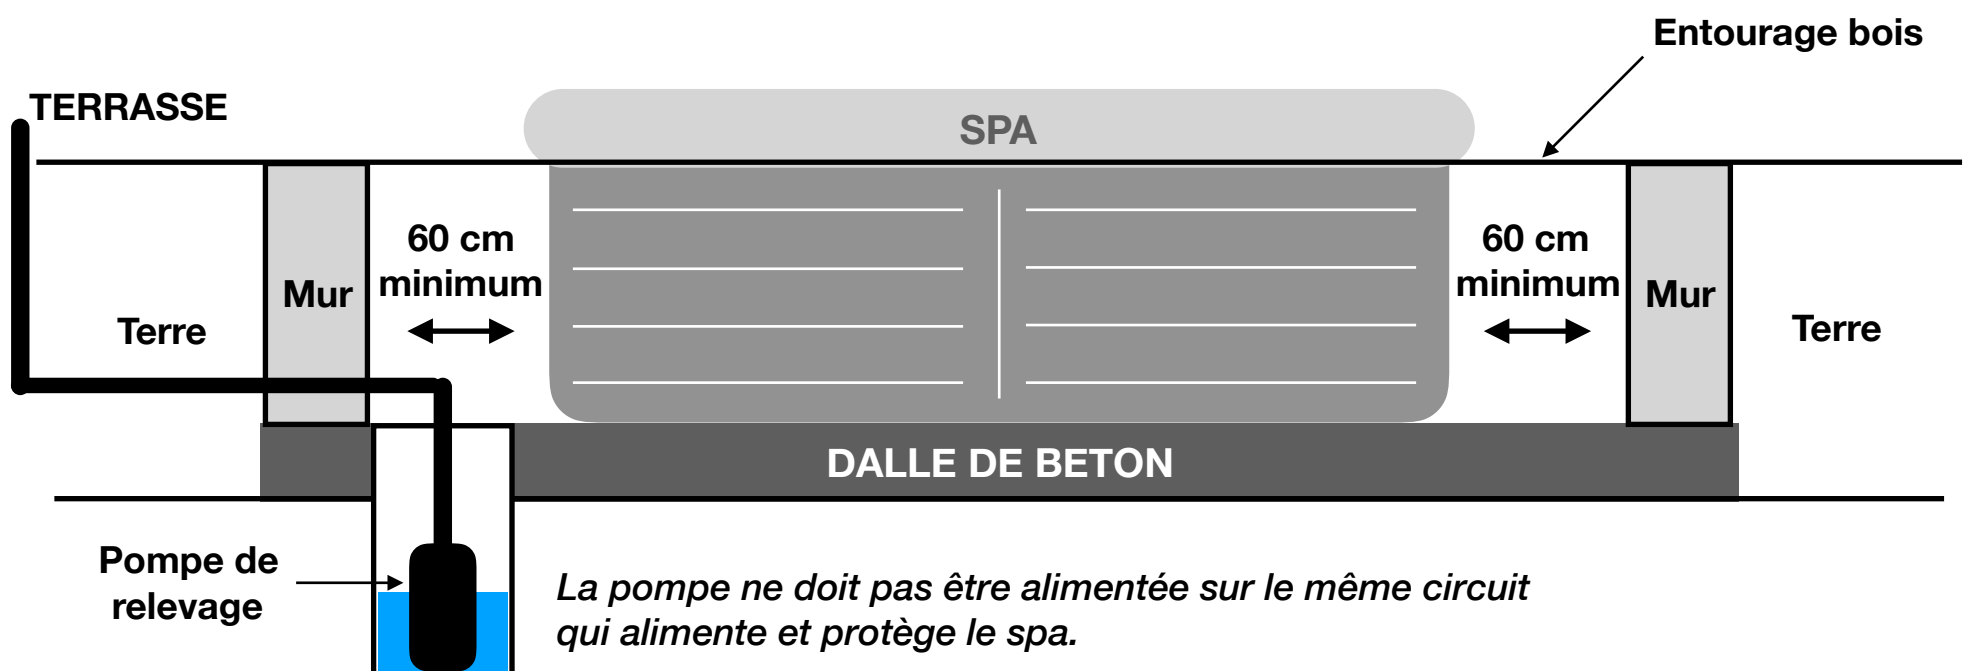 Entourage bois
TERRASSE
SPA
60 cm
minimum
60 cm
minimum
Mur
Mur
Terre
Terre
DALLE DE BETON
Pompe de
relevage
La pompe ne doit pas être alimentée sur le même circuit
qui alimente et protège le spa.